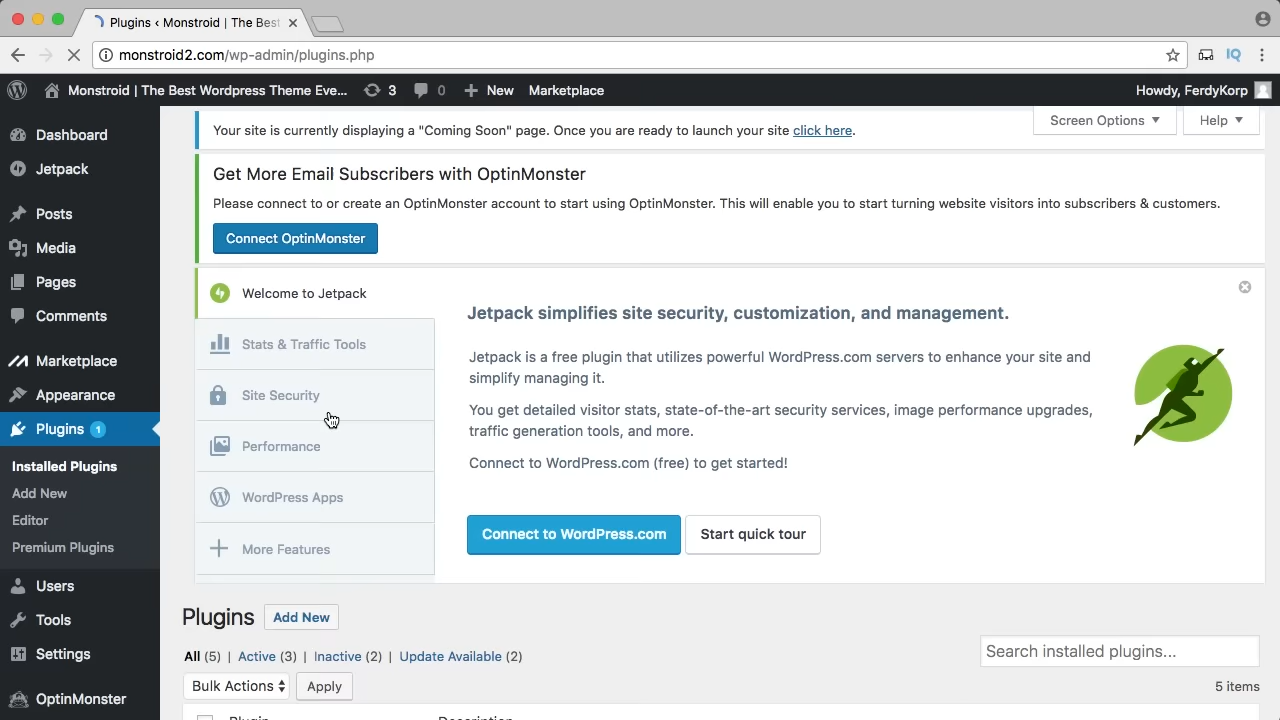 Plugins ‹ Monstroid | The Best
monstroid2.com/wp-admin/plugins.php
Monstroid | The Best Wordpress Theme Eve... 3 0 New Marketplace Howdy, FerdyKorp
Dashboard
Jetpack
Posts
Media
Pages
Comments
Marketplace
Appearance
Plugins 1
Installed Plugins
Add New
Editor
Premium Plugins
Users
Tools
Settings
OptinMonster
Your site is currently displaying a "Coming Soon" page. Once you are ready to launch your site click here.
Screen Options Help
Get More Email Subscribers with OptinMonster
Please connect to or create an OptinMonster account to start using OptinMonster. This will enable you to start turning website visitors into subscribers & customers.
Connect OptinMonster
Welcome to Jetpack
Stats & Traffic Tools
Site Security
Performance
WordPress Apps
More Features
Jetpack simplifies site security, customization, and management.
Jetpack is a free plugin that utilizes powerful WordPress.com servers to enhance your site and
simplify managing it.
You get detailed visitor stats, state-of-the-art security services, image performance upgrades,
traffic generation tools, and more.
Connect to WordPress.com (free) to get started!
Connect to WordPress.com Start quick tour
Plugins Add New
All (5) | Active (3) | Inactive (2) | Update Available (2)
Search installed plugins...
Bulk Actions Apply
5 items
Plugin Description